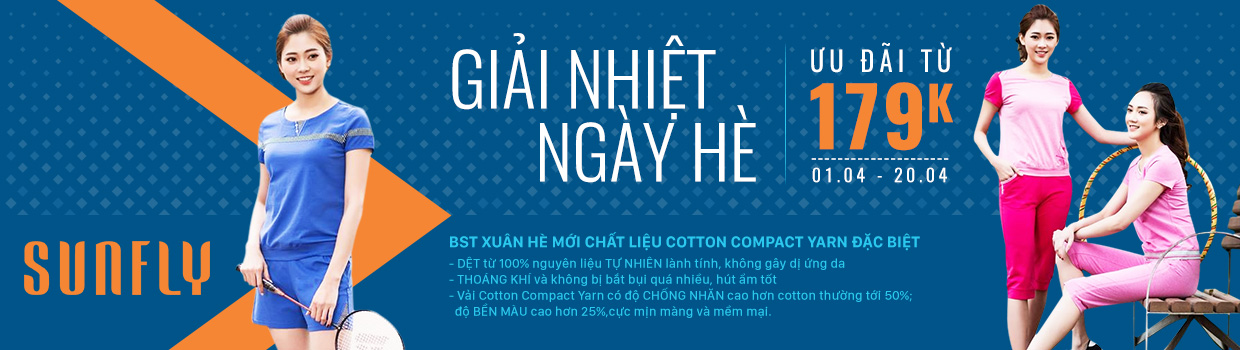 SUNFLY
GIẢI NHIỆT
NGÀY HÈ
ƯU ĐÃI TỪ
179K
01.04 - 20.04
BST XUÂN HÈ MỚI CHẤT LIỆU COTTON COMPACT YARN ĐẶC BIỆT
- DỆT từ 100% nguyên liệu TỰ NHIÊN lành tính, không gây dị ứng da
- THOÁNG KHÍ và không bị bắt bụi quá nhiều, hút ẩm tốt
- Vải Cotton Compact Yarn có độ CHỐNG NHĂN cao hơn cotton thường tới 50%;
độ BỀN MÀU cao hơn 25%,cực mịn màng và mềm mại.